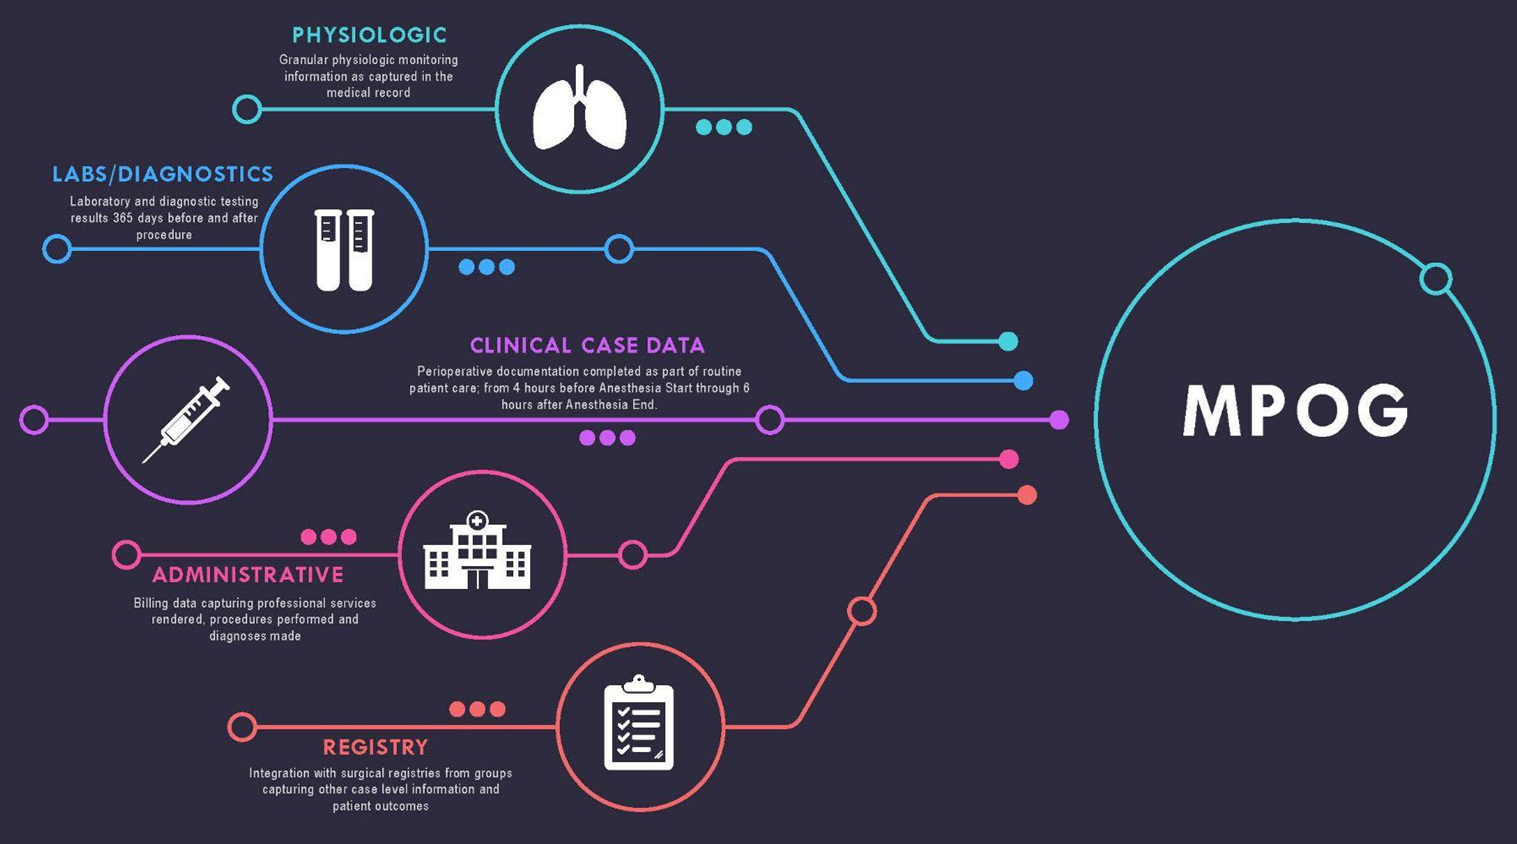 PHYSIOLOGIC
Granular physiologic monitoring
information as captured in the
medical record
LABS/DIAGNOSTICS
Laboratory and diagnostic testing
results 365 days before and after
procedure
CLINICAL CASE DATA
Perioperative documentation completed as part of routine
patient care; from 4 hours before Anesthesia Start through 6
hours after Anesthesia End.
MPOG
ADMINISTRATIVE
Billing data capturing professional services
rendered, procedures performed and
diagnoses made
REGISTRY
Integration with surgical registries from groups
capturing other case level information and
patient outcomes